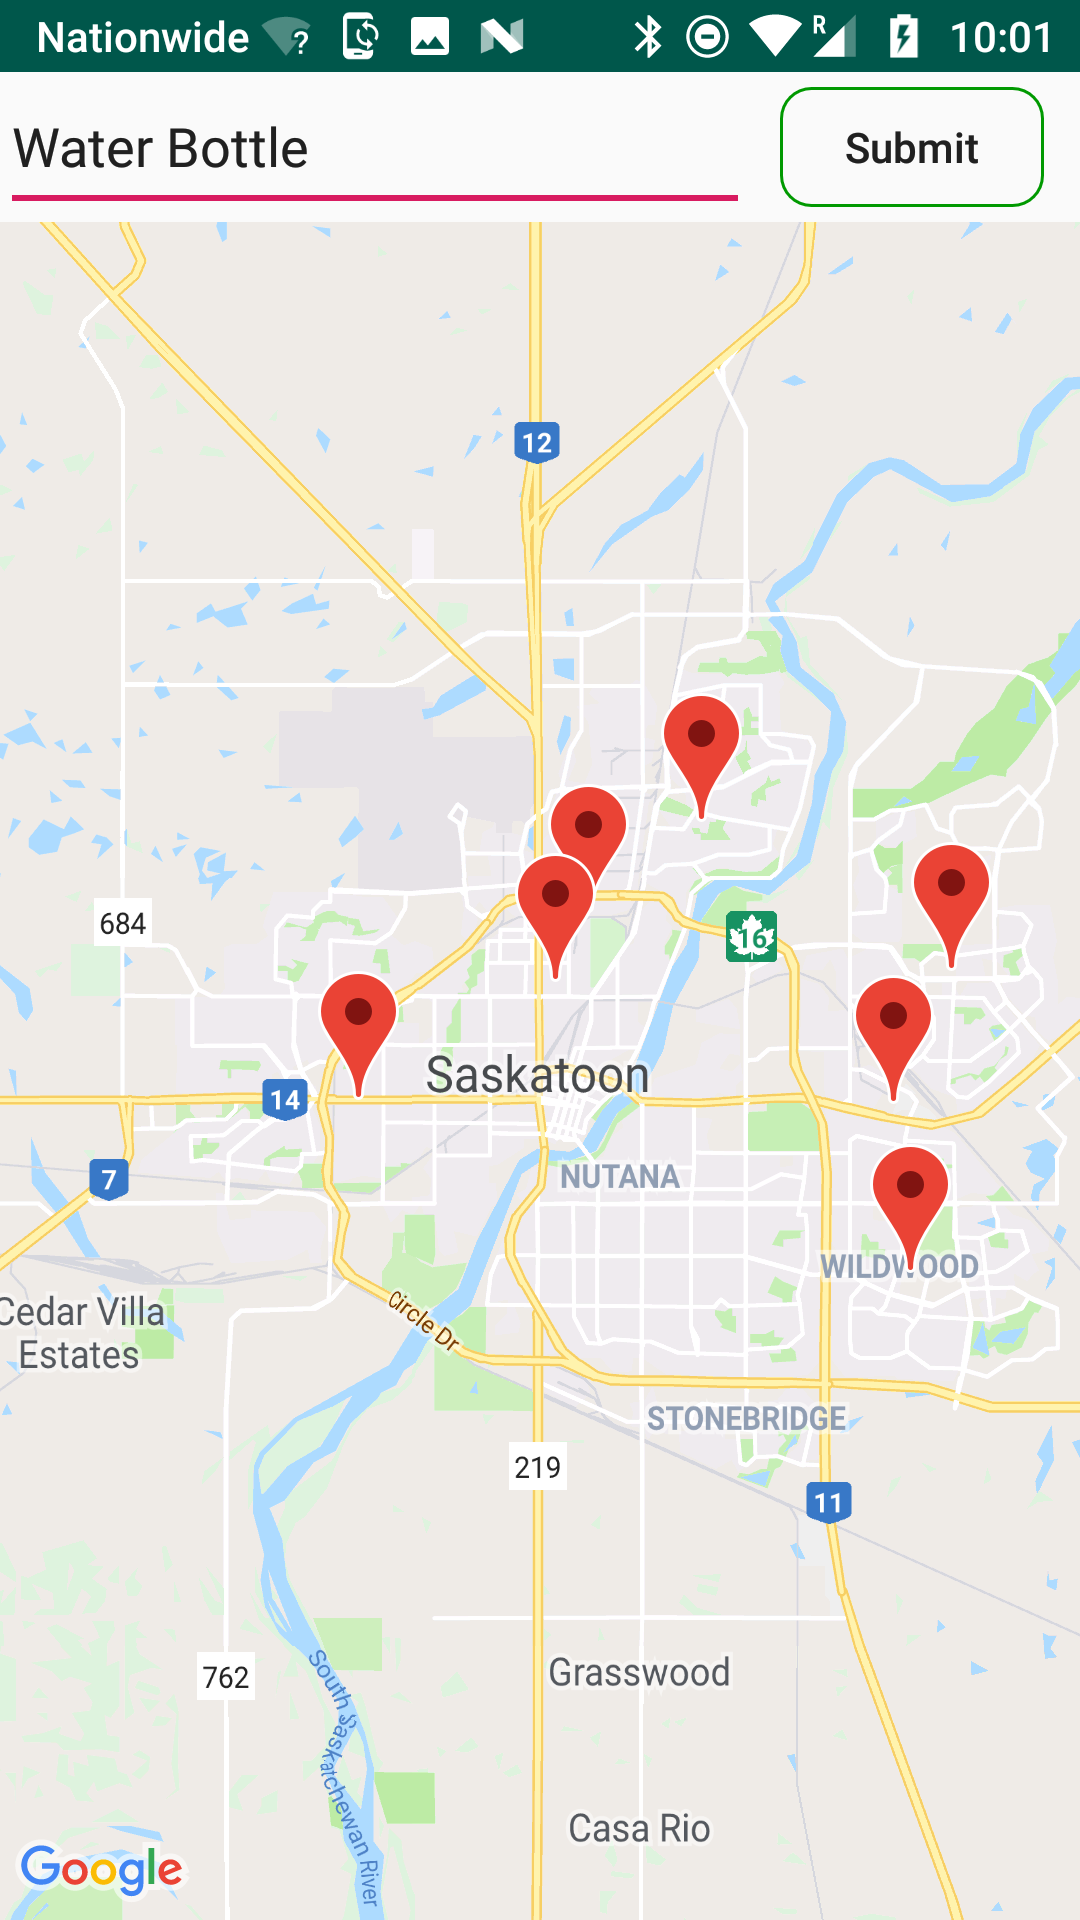 Nationwide
?
R
10:01
Water Bottle
Submit
12
684
16
Saskatoon
14
7
NUTANA
WILDWOOD
Cedar Villa
Estates
Circle Dr
STONEBRIDGE
219
11
762
Grasswood
South Saskatchewan River
Casa Rio
Google